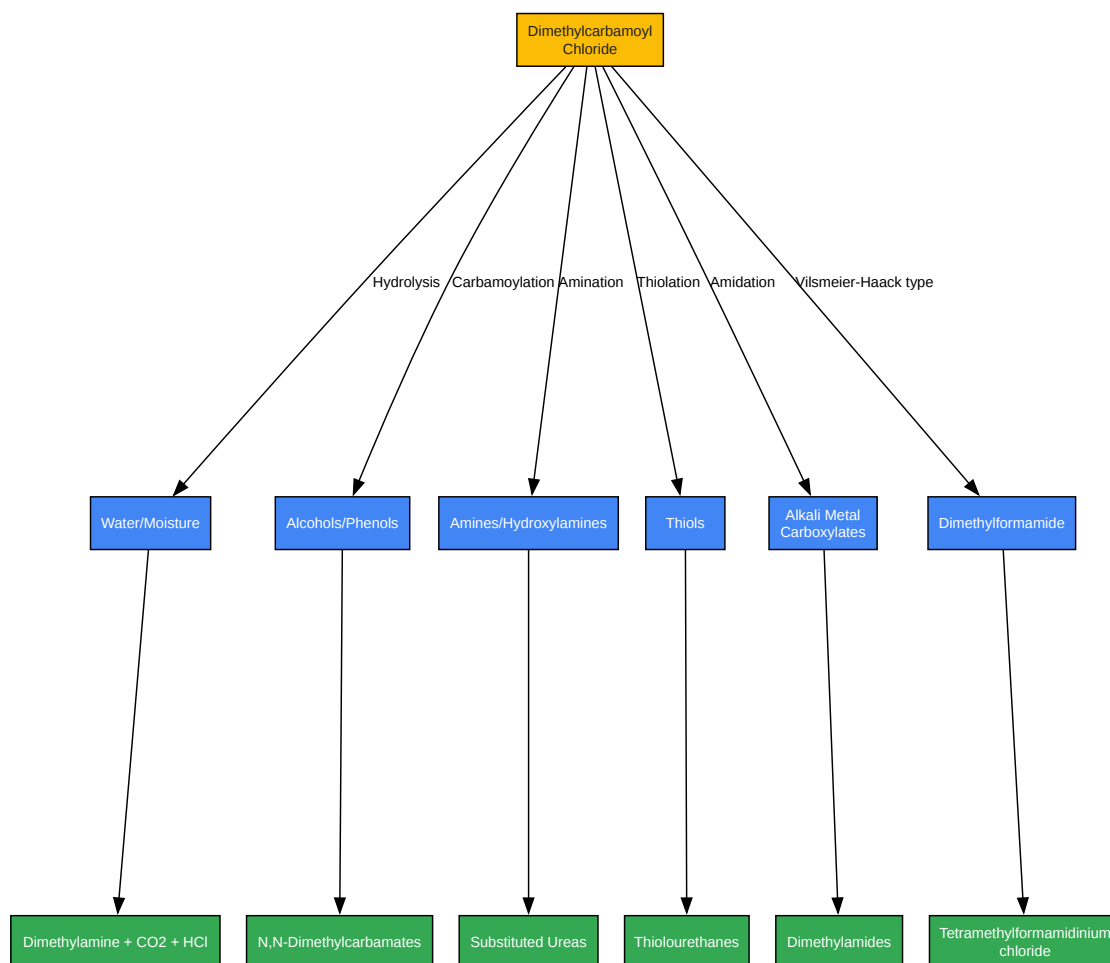 Dimethylcarbamoyl
Chloride
Hydrolysis
Carbamoylation
Amination
Thiolation
Amidation
Vilsmeier-Haack type
Water/Moisture
Alcohols/Phenols
Amines/Hydroxylamines
Thiols
Alkali Metal
Carboxylates
Dimethylformamide
Dimethylamine + CO2 + HCl
N,N-Dimethylcarbamates
Substituted Ureas
Thiolourethanes
Dimethylamides
Tetramethylformamidinium
chloride